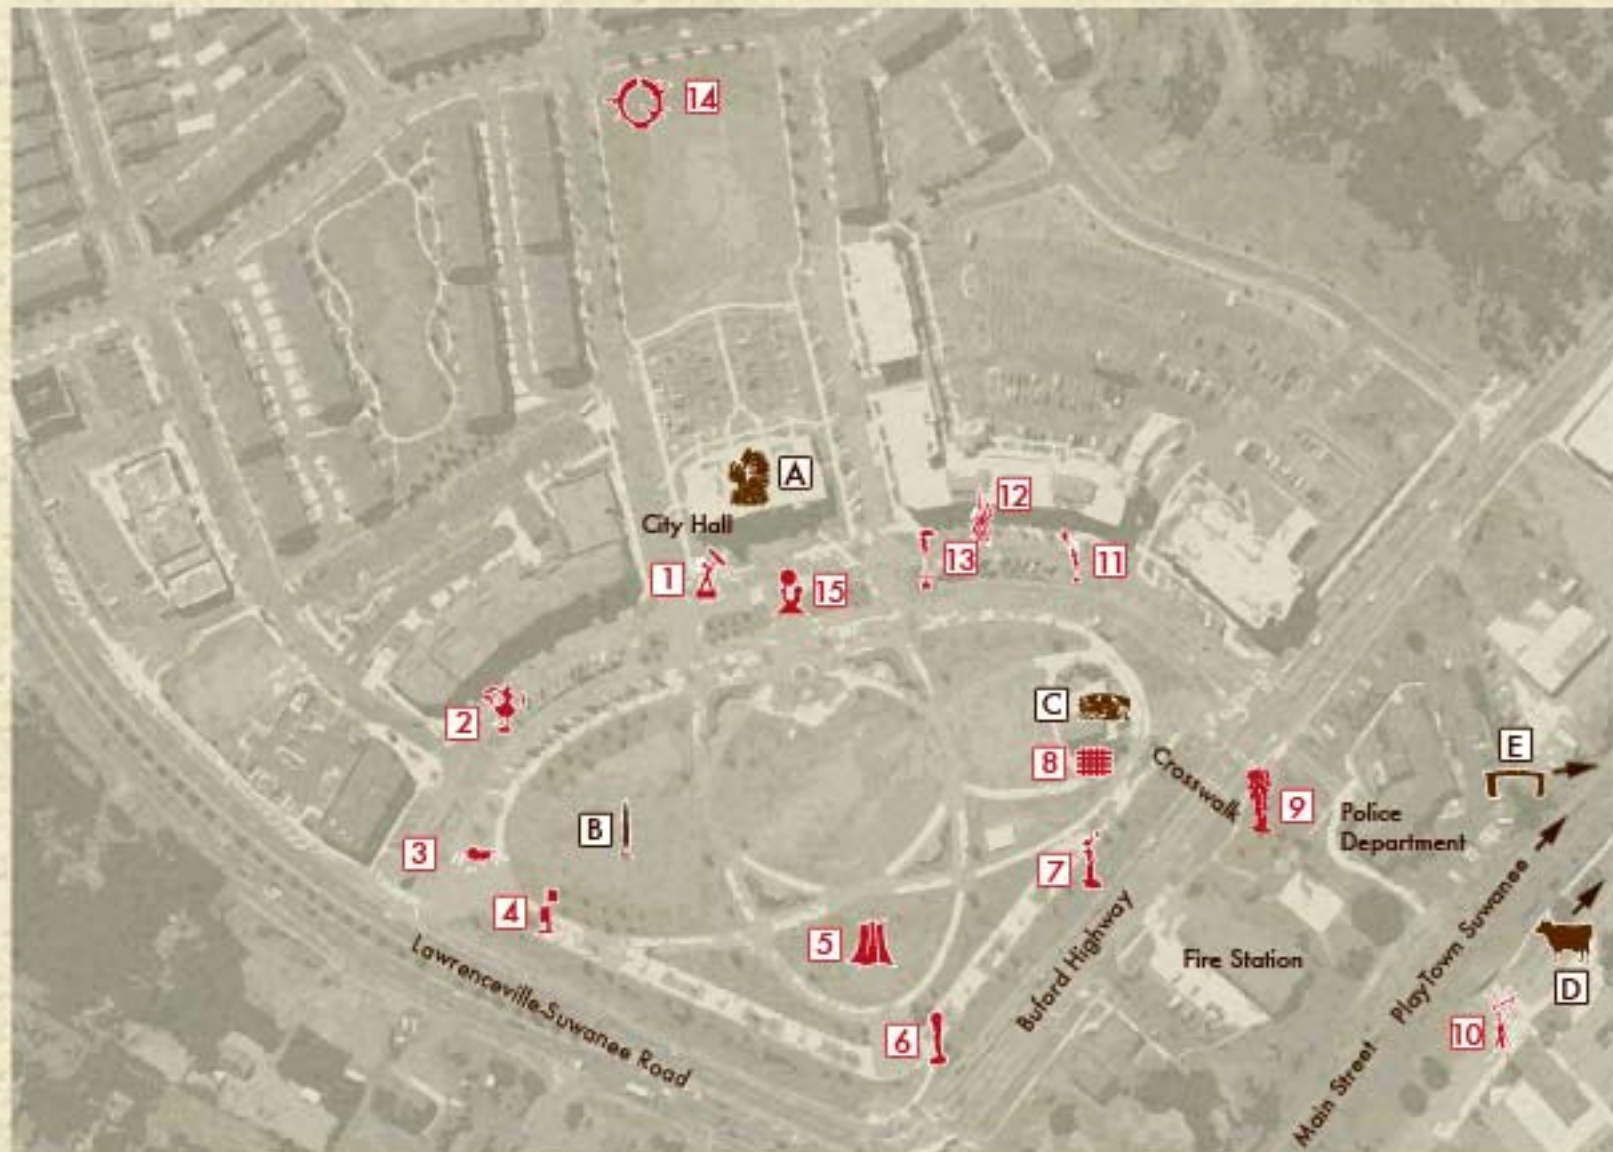 14
A
City Hall
12
13
11
1
15
C
2
8
Crosswalk
E
B
9
Police
Department
3
7
4
5
Lawrenceville-Suwanee Road
Buford Highway
Fire Station
PlayTown Suwanee
D
6
10
Main Street